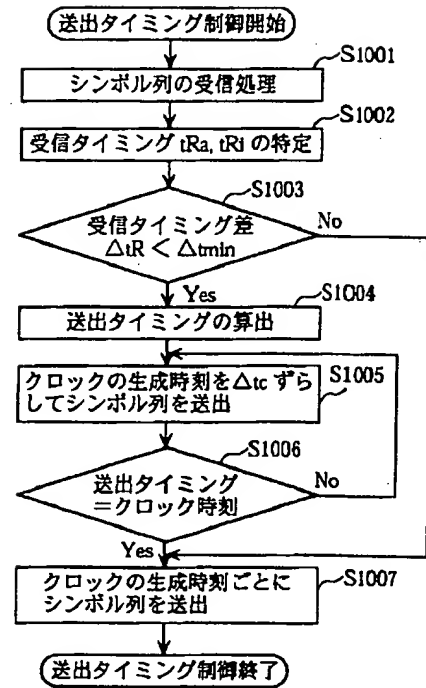 送出タイミング制御開始
S1001
シンボル列の受信処理
S1002
受信タイミング tRa, tRi の特定
S1003
受信タイミング差
△tR < △tmin
No
Yes
S1004
送出タイミングの算出
クロックの生成時刻を△tc ずら
してシンボル列を送出
S1005
S1006
送出タイミング
=クロック時刻
No
Yes
クロックの生成時刻ごとに
シンボル列を送出
S1007
送出タイミング制御終了